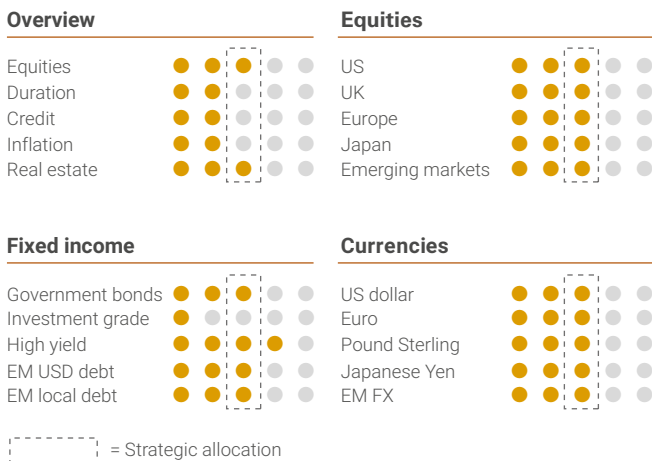 Overview
Equities
Duration
Credit
Inflation
Real estate
Equities
US
UK
Europe
Japan
Emerging markets
Fixed income
Government bonds
Investment grade
High yield
EM USD debt
EM local debt
Currencies
US dollar
Euro
Pound Sterling
Japanese Yen
EM FX
= Strategic allocation